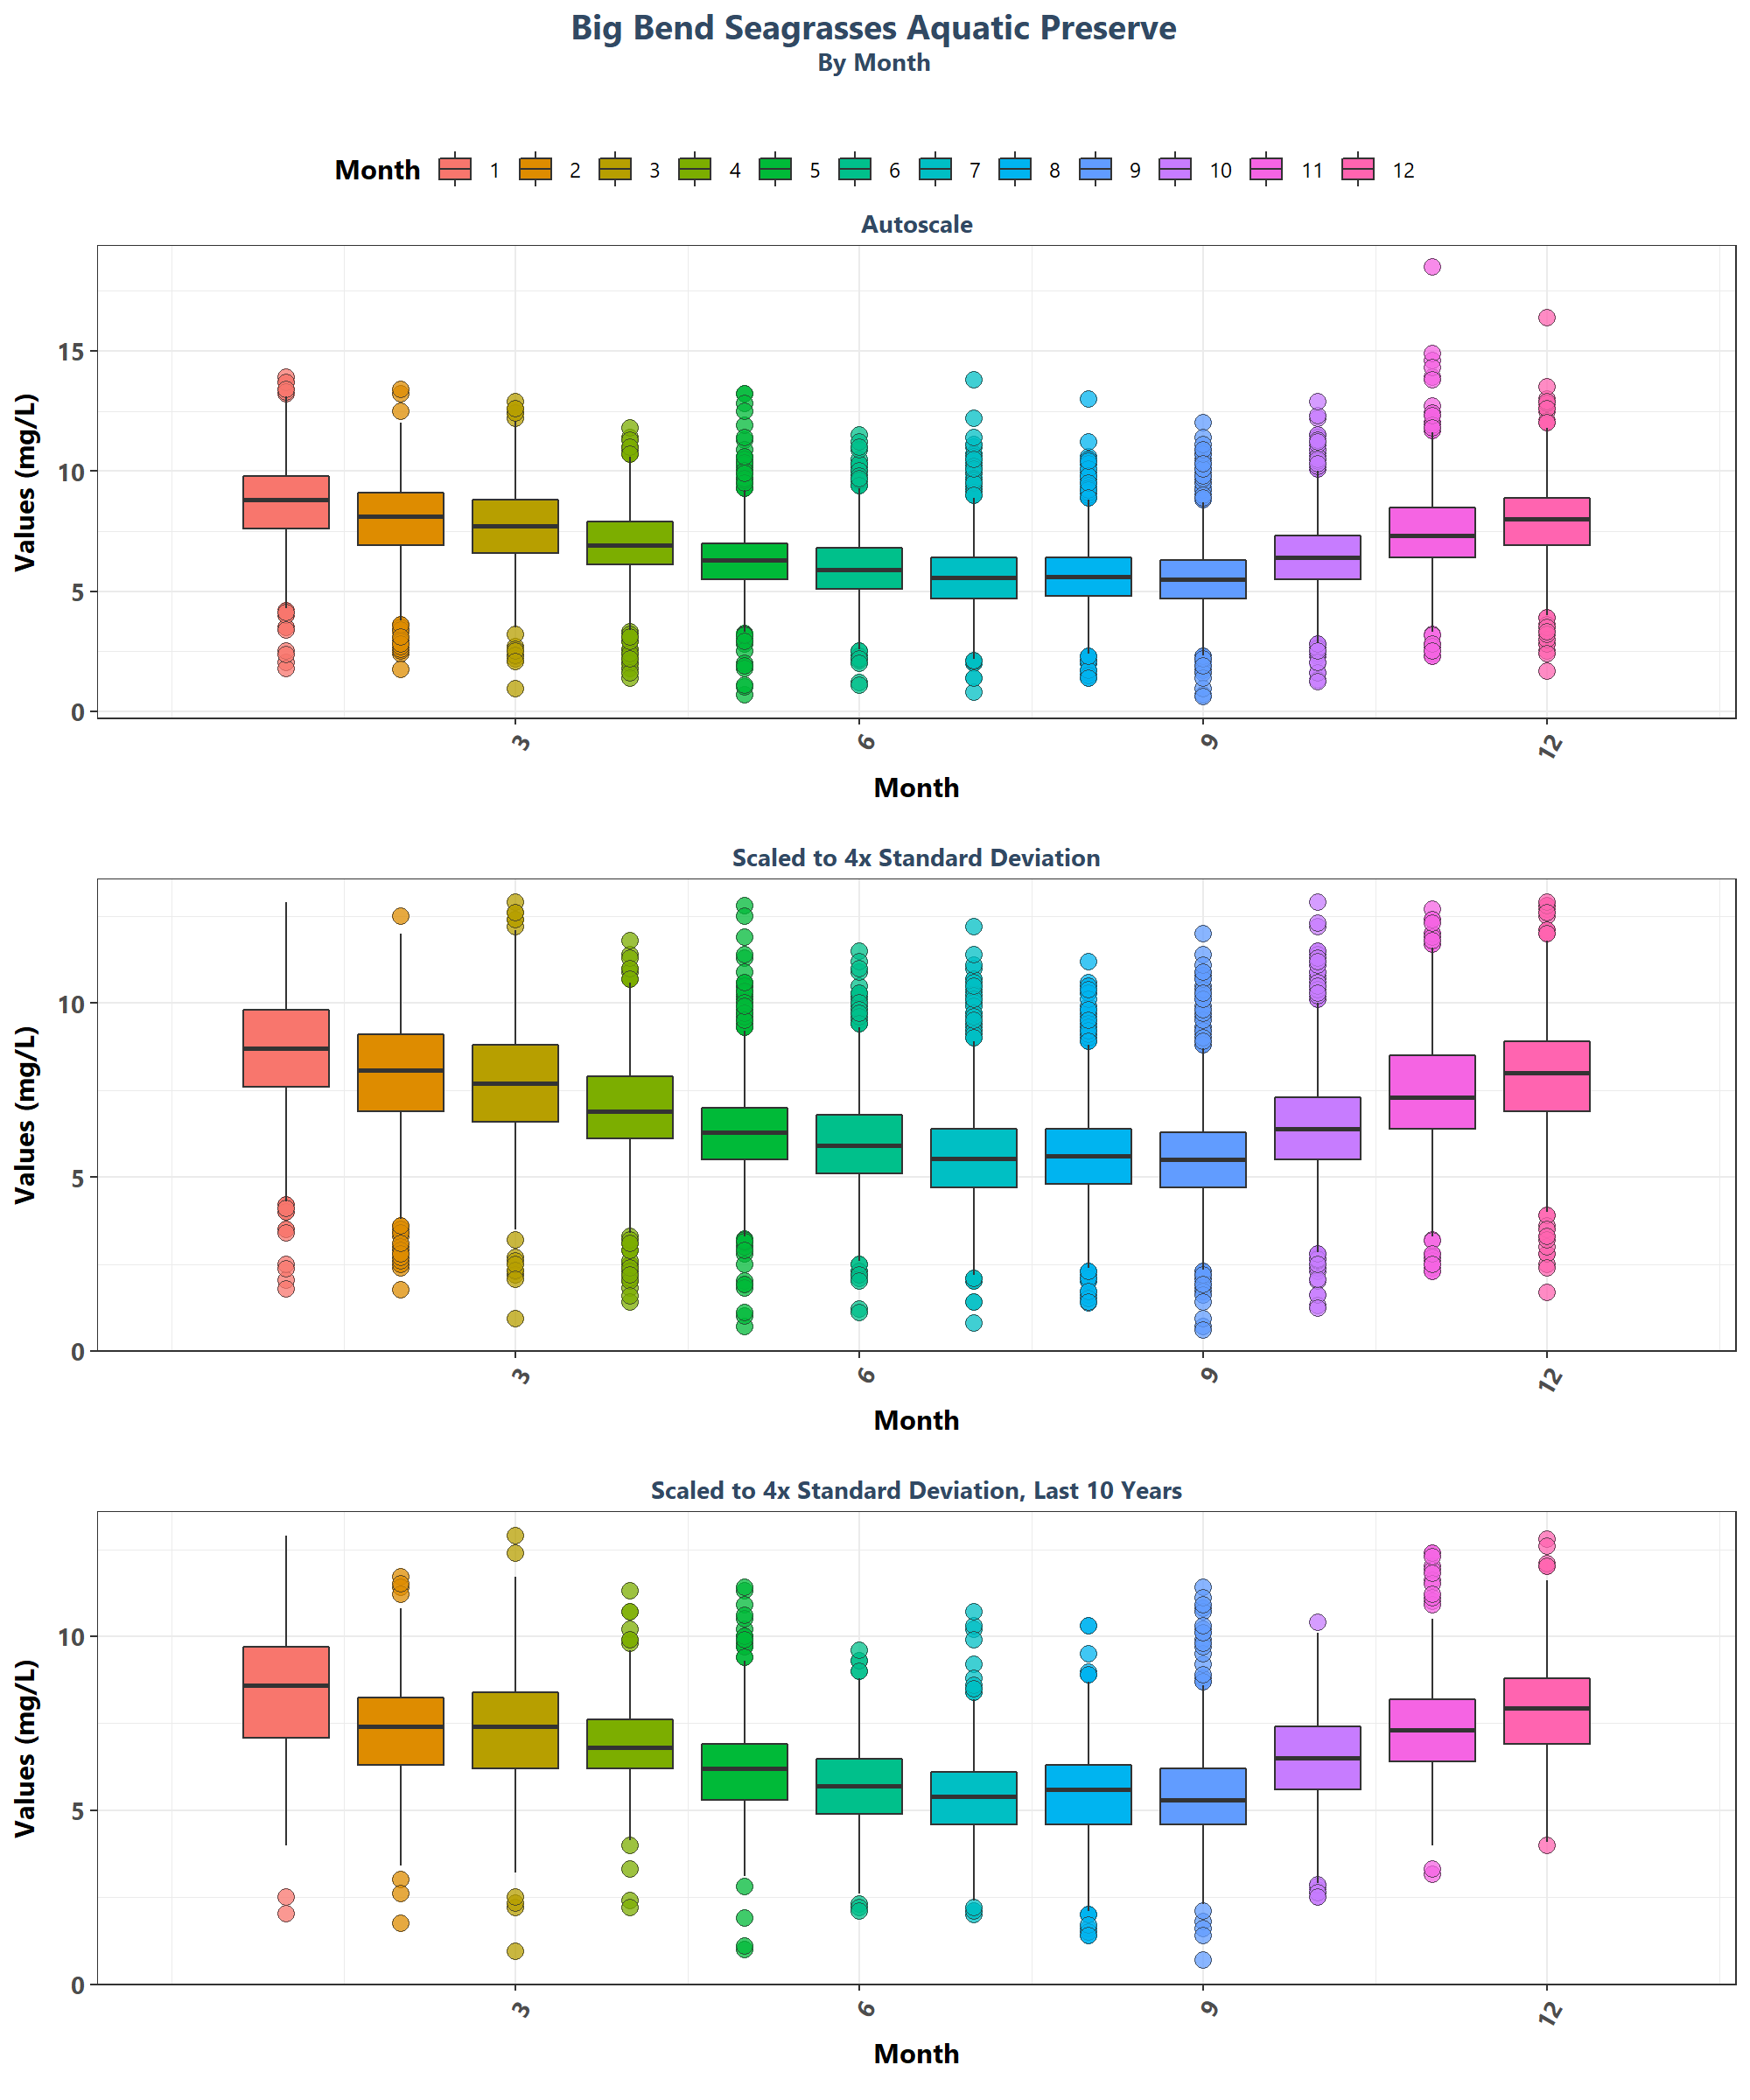 Big Bend Seagrasses Aquatic Preserve
By Month
Month 1 2 3 4 5 6 7 8 9 10 11 12
Autoscale
Values (mg/L)
15
10
5
0
3 6 9 12
Month
Scaled to 4x Standard Deviation
Values (mg/L)
10
5
0
3 6 9 12
Month
Scaled to 4x Standard Deviation, Last 10 Years
Values (mg/L)
10
5
0
3 6 9 12
Month